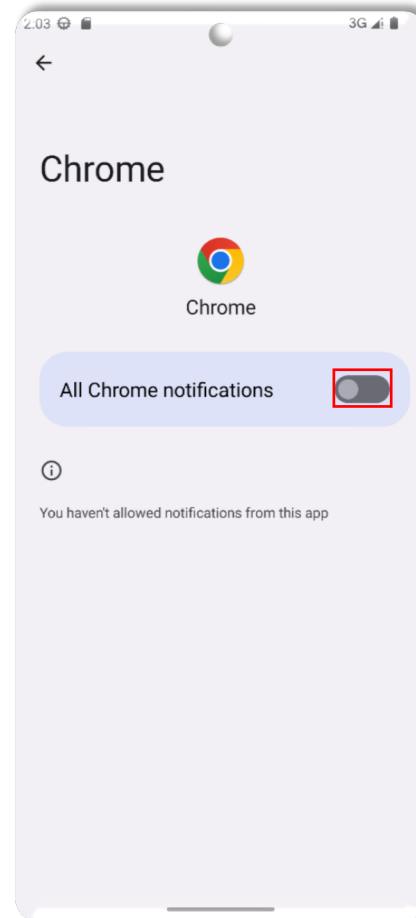 2:03 3G
Chrome
Chrome
All Chrome notifications
You haven't allowed notifications from this app